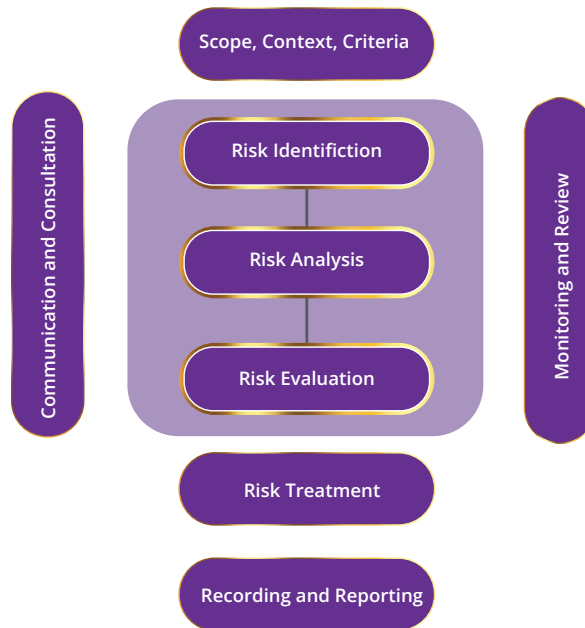 Scope, Context, Criteria
Communication and Consultation
Risk Identifiction
Risk Analysis
Risk Evaluation
Monitoring and Review
Risk Treatment
Recording and Reporting